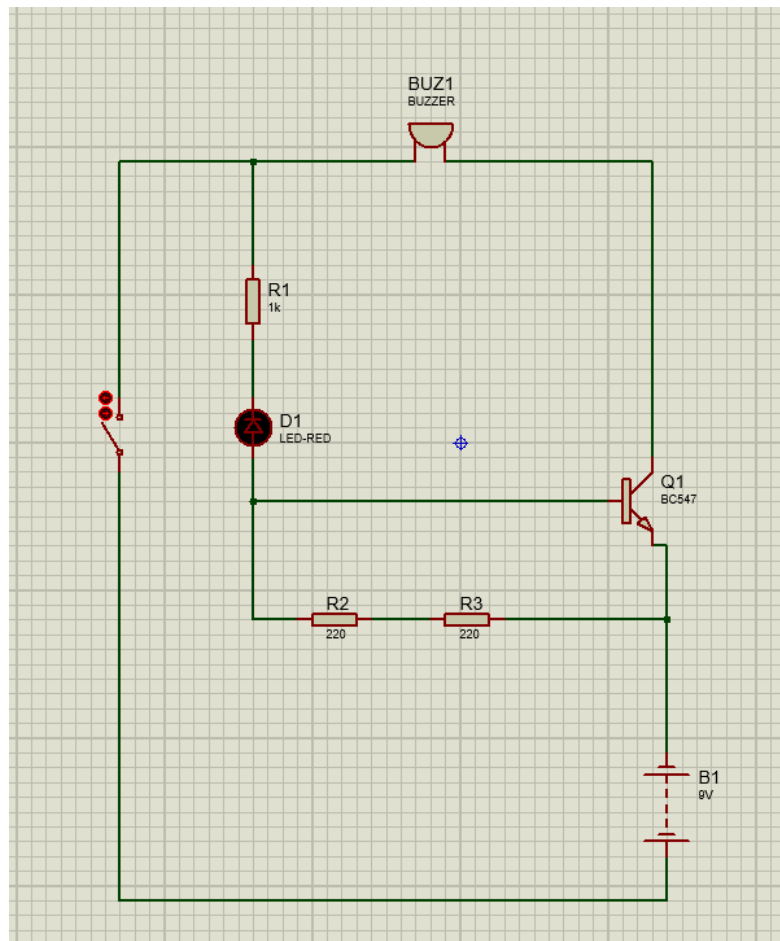 BUZ1
BUZZER
R1
1k
D1
LED-RED
Q1
BC547
R2
220
R3
220
B1
9V